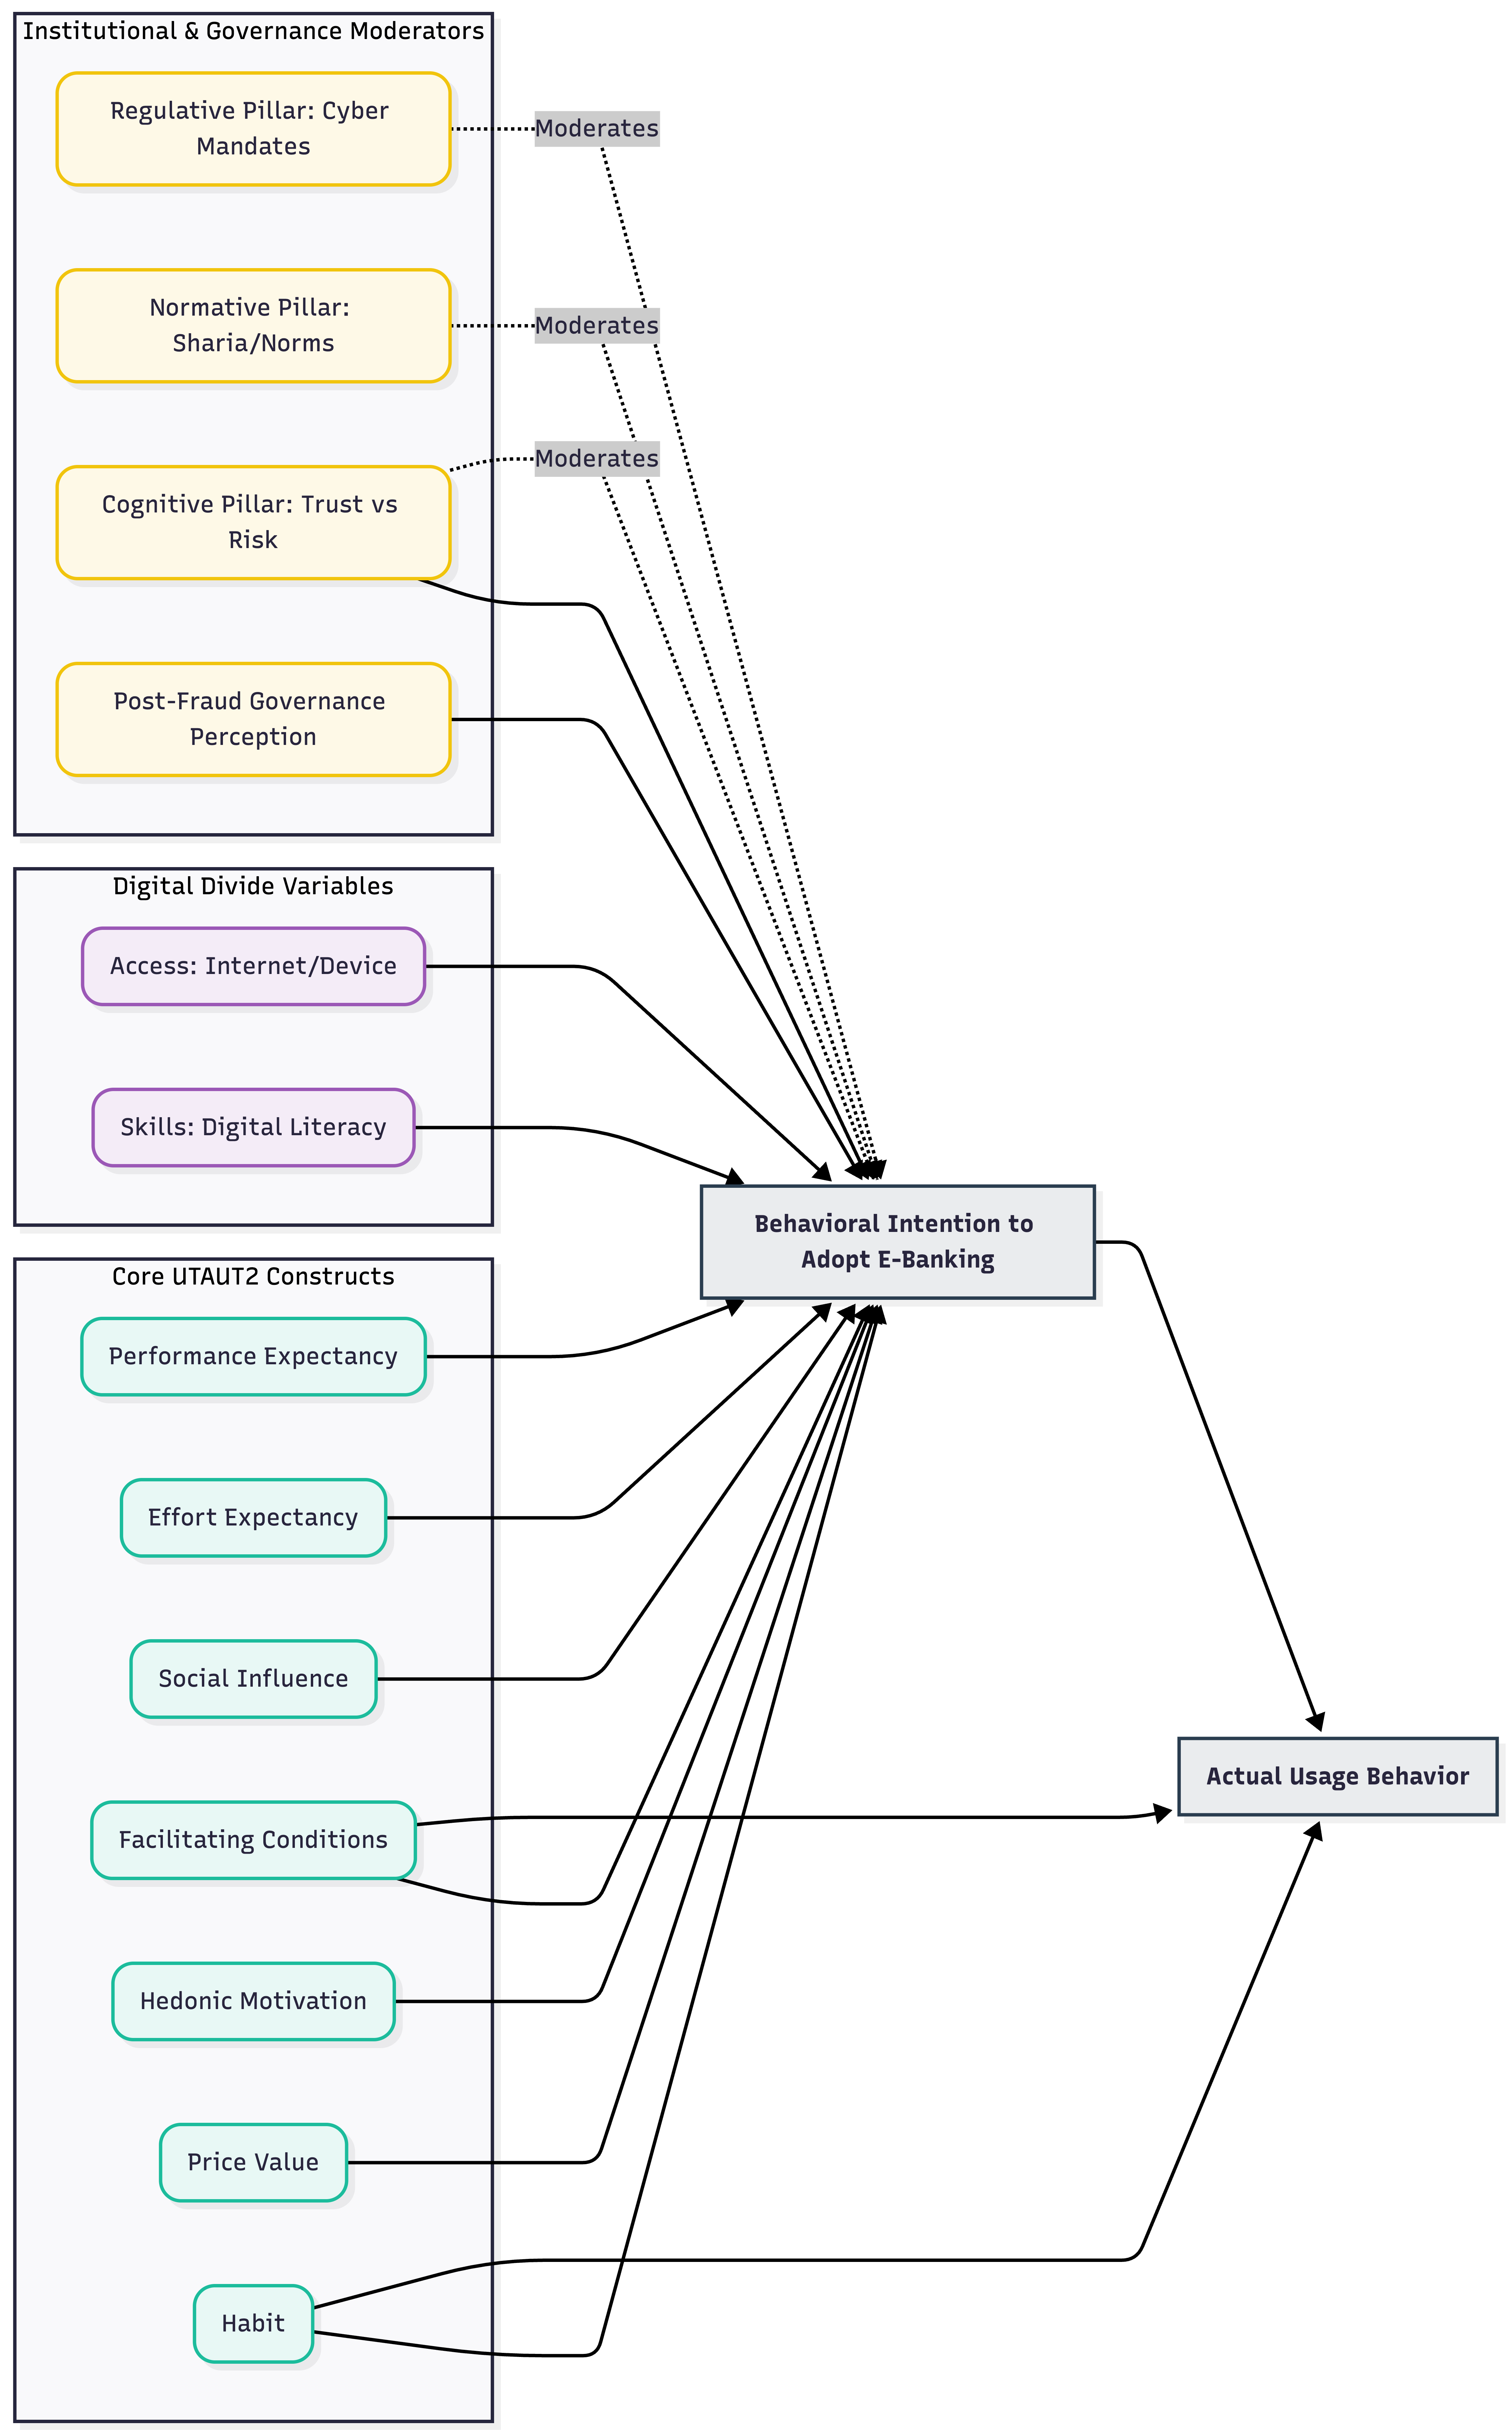 Institutional & Governance Moderators
Regulative Pillar: Cyber
Mandates
Moderates
Normative Pillar:
Sharia/Norms
Moderates
Cognitive Pillar: Trust vs
Risk
Moderates
Post-Fraud Governance
Perception
Digital Divide Variables
Access: Internet/Device
Skills: Digital Literacy
Behavioral Intention to
Adopt E-Banking
Core UTAUT2 Constructs
Performance Expectancy
Effort Expectancy
Social Influence
Facilitating Conditions
Actual Usage Behavior
Hedonic Motivation
Price Value
Habit